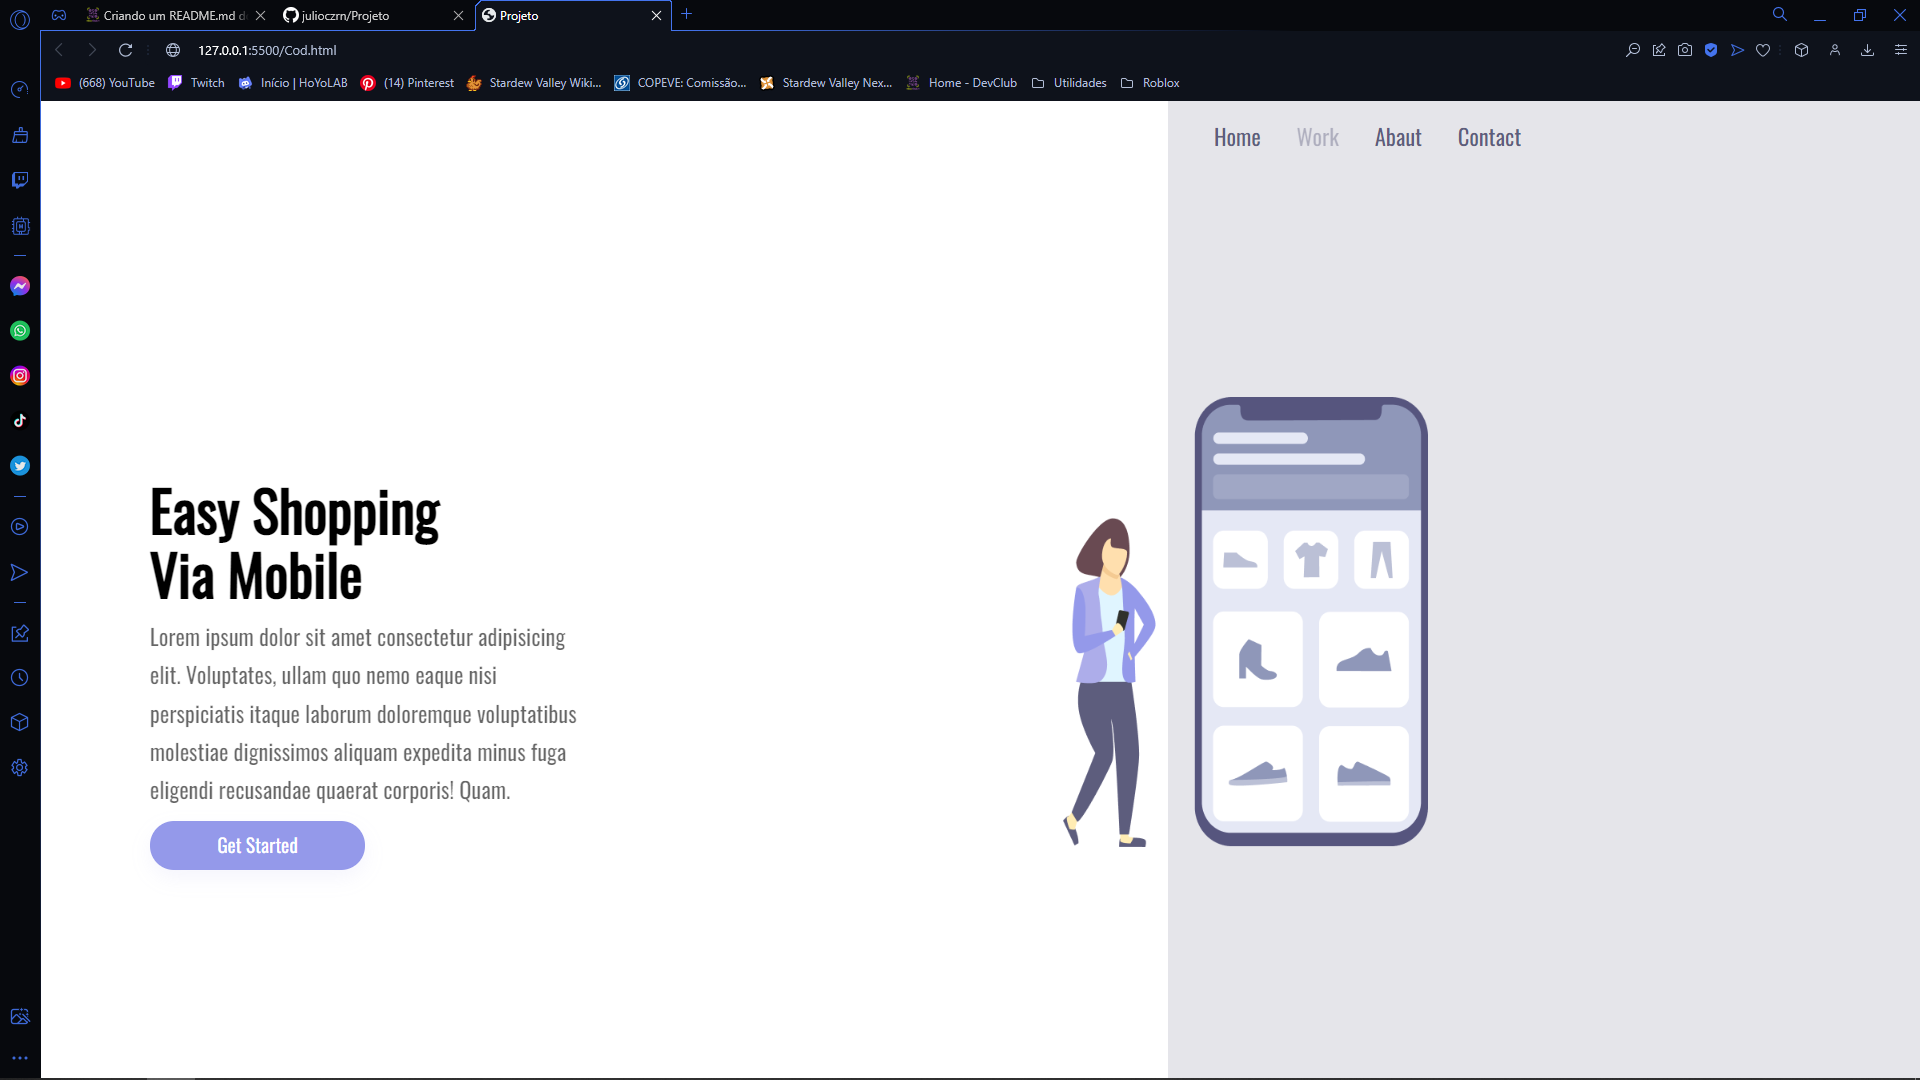 Criando um README.md d
julioczrn/Projeto
Projeto
127.0.0.1:5500/Cod.html
(668) YouTube
Twitch
Início | HoYoLAB
(14) Pinterest
Stardew Valley Wiki...
COPEVE: Comissão...
Stardew Valley Nex...
Home - DevClub
Utilidades
Roblox
Home
Work
Abaut
Contact
Easy Shopping
Via Mobile
Lorem ipsum dolor sit amet consectetur adipisicing
elit. Voluptates, ullam quo nemo eaque nisi
perspiciatis itaque laborum doloremque voluptatibus
molestiae dignissimos aliquam expedita minus fuga
eligendi recusandae quaerat corporis! Quam.
Get Started